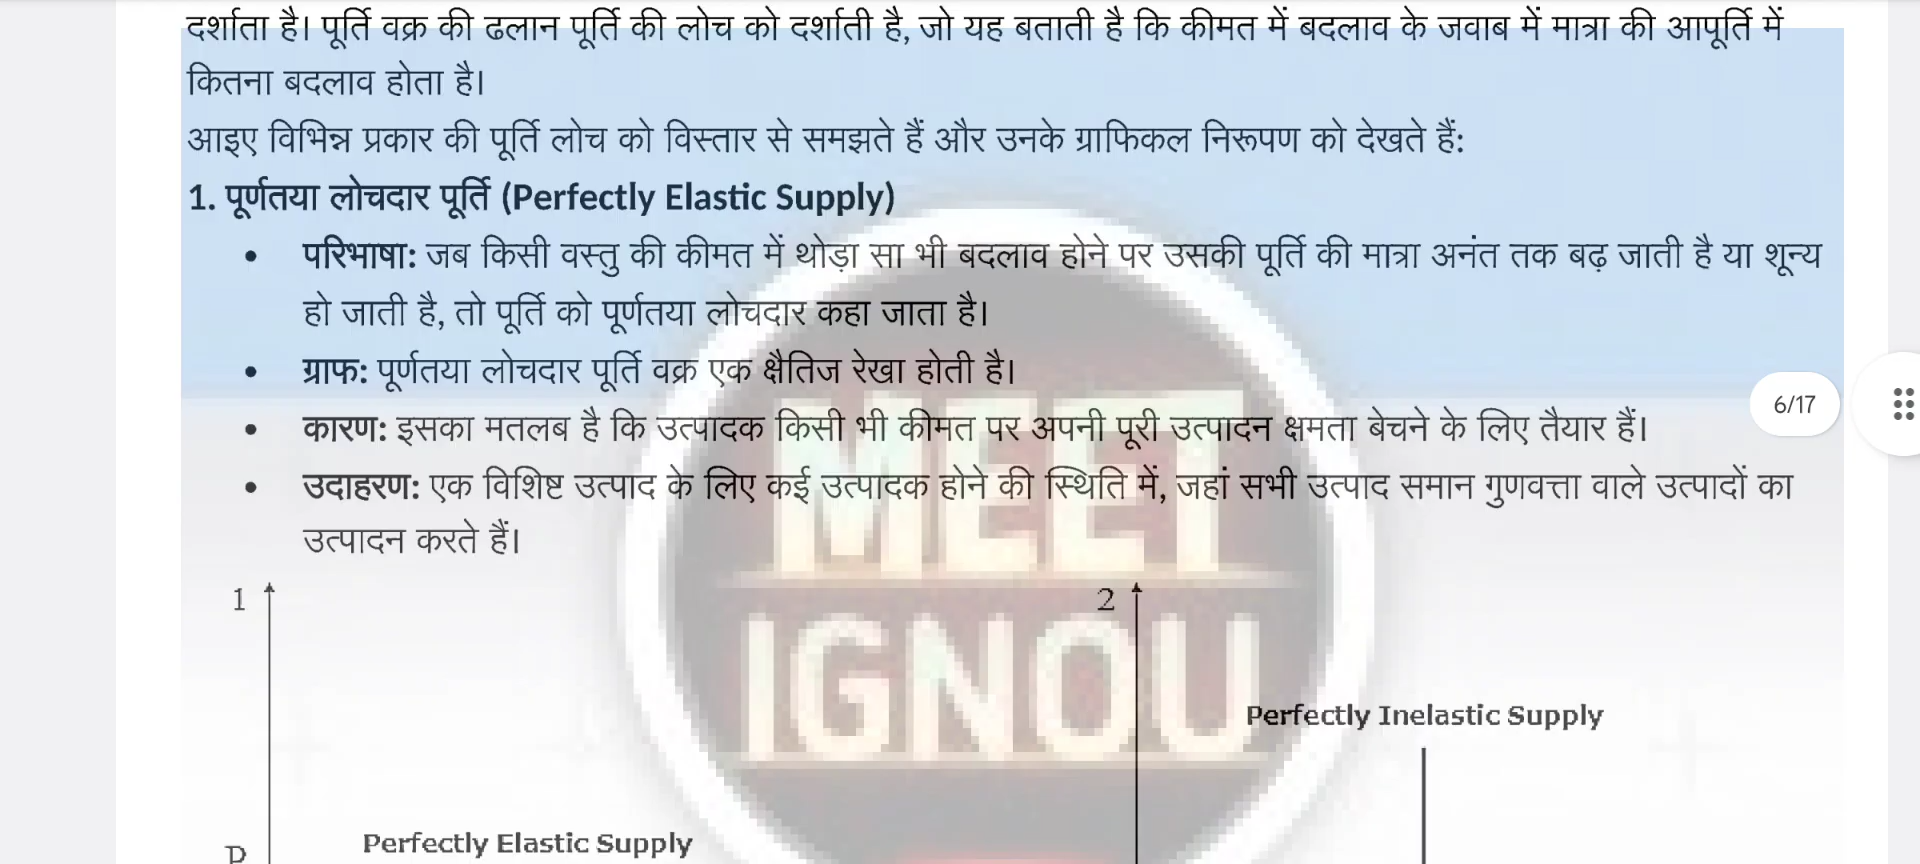 दर्शाता है। पूर्ति वक्र की ढलान पूर्ति की लोच को दर्शाती है, जो यह बताती है कि कीमत में बदलाव के जवाब में मात्रा की आपूर्ति में
कितना बदलाव होता है।
आइए विभिन्न प्रकार की पूर्ति लोच को विस्तार से समझते हैं और उनके ग्राफिकल निरूपण को देखते हैं:
1. पूर्णतया लोचदार पूर्ति (Perfectly Elastic Supply)
• परिभाषा: जब किसी वस्तु की कीमत में थोड़ा सा भी बदलाव होने पर उसकी पूर्ति की मात्रा अनंत तक बढ़ जाती है या शून्य
हो जाती है, तो पूर्ति को पूर्णतया लोचदार कहा जाता है।
• ग्राफ: पूर्णतया लोचदार पूर्ति वक्र एक क्षैतिज रेखा होती है।
6/17
• कारण: इसका मतलब है कि उत्पादक किसी भी कीमत पर अपनी पूरी उत्पादन क्षमता बेचने के लिए तैयार हैं।
• उदाहरण: एक विशिष्ट उत्पाद के लिए कई उत्पादक होने की स्थिति में, जहां सभी उत्पाद समान गुणवत्ता वाले उत्पादों का
उत्पादन करते हैं।
MEET
IGNOU
1
2
Perfectly Inelastic Supply
Perfectly Elastic Supply
P